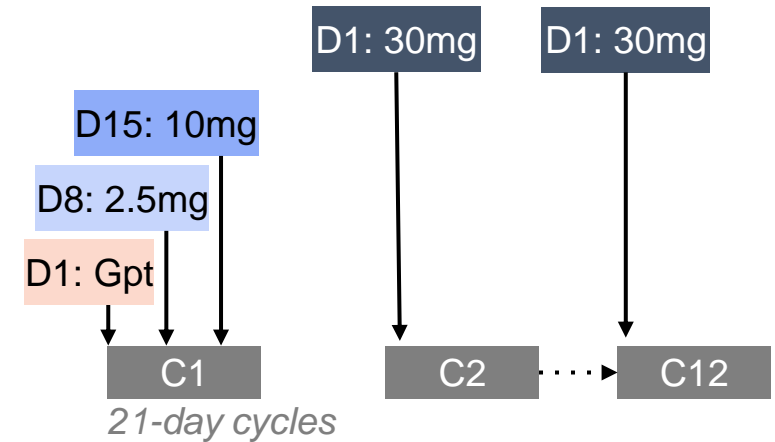 D1: 30mg
D1: 30mg
D15: 10mg
D8: 2.5mg
D1: Gpt
C1
C2
C12
21-day cycles